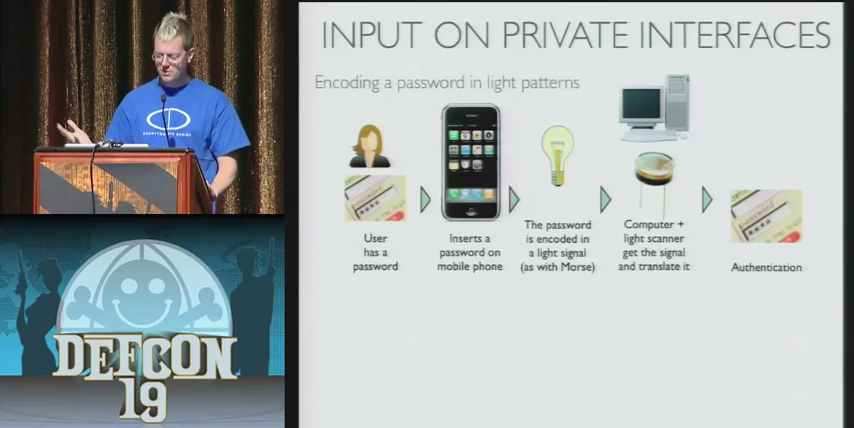 INPUT ON PRIVATE INTERFACES
Encoding a password in light patterns
User
has a
password
Inserts a
password on
mobile phone
The password
is encoded in
a light signal
(as with Morse)
Computer +
light scanner
get the signal
and translate it
Authentication
DEFCON
19